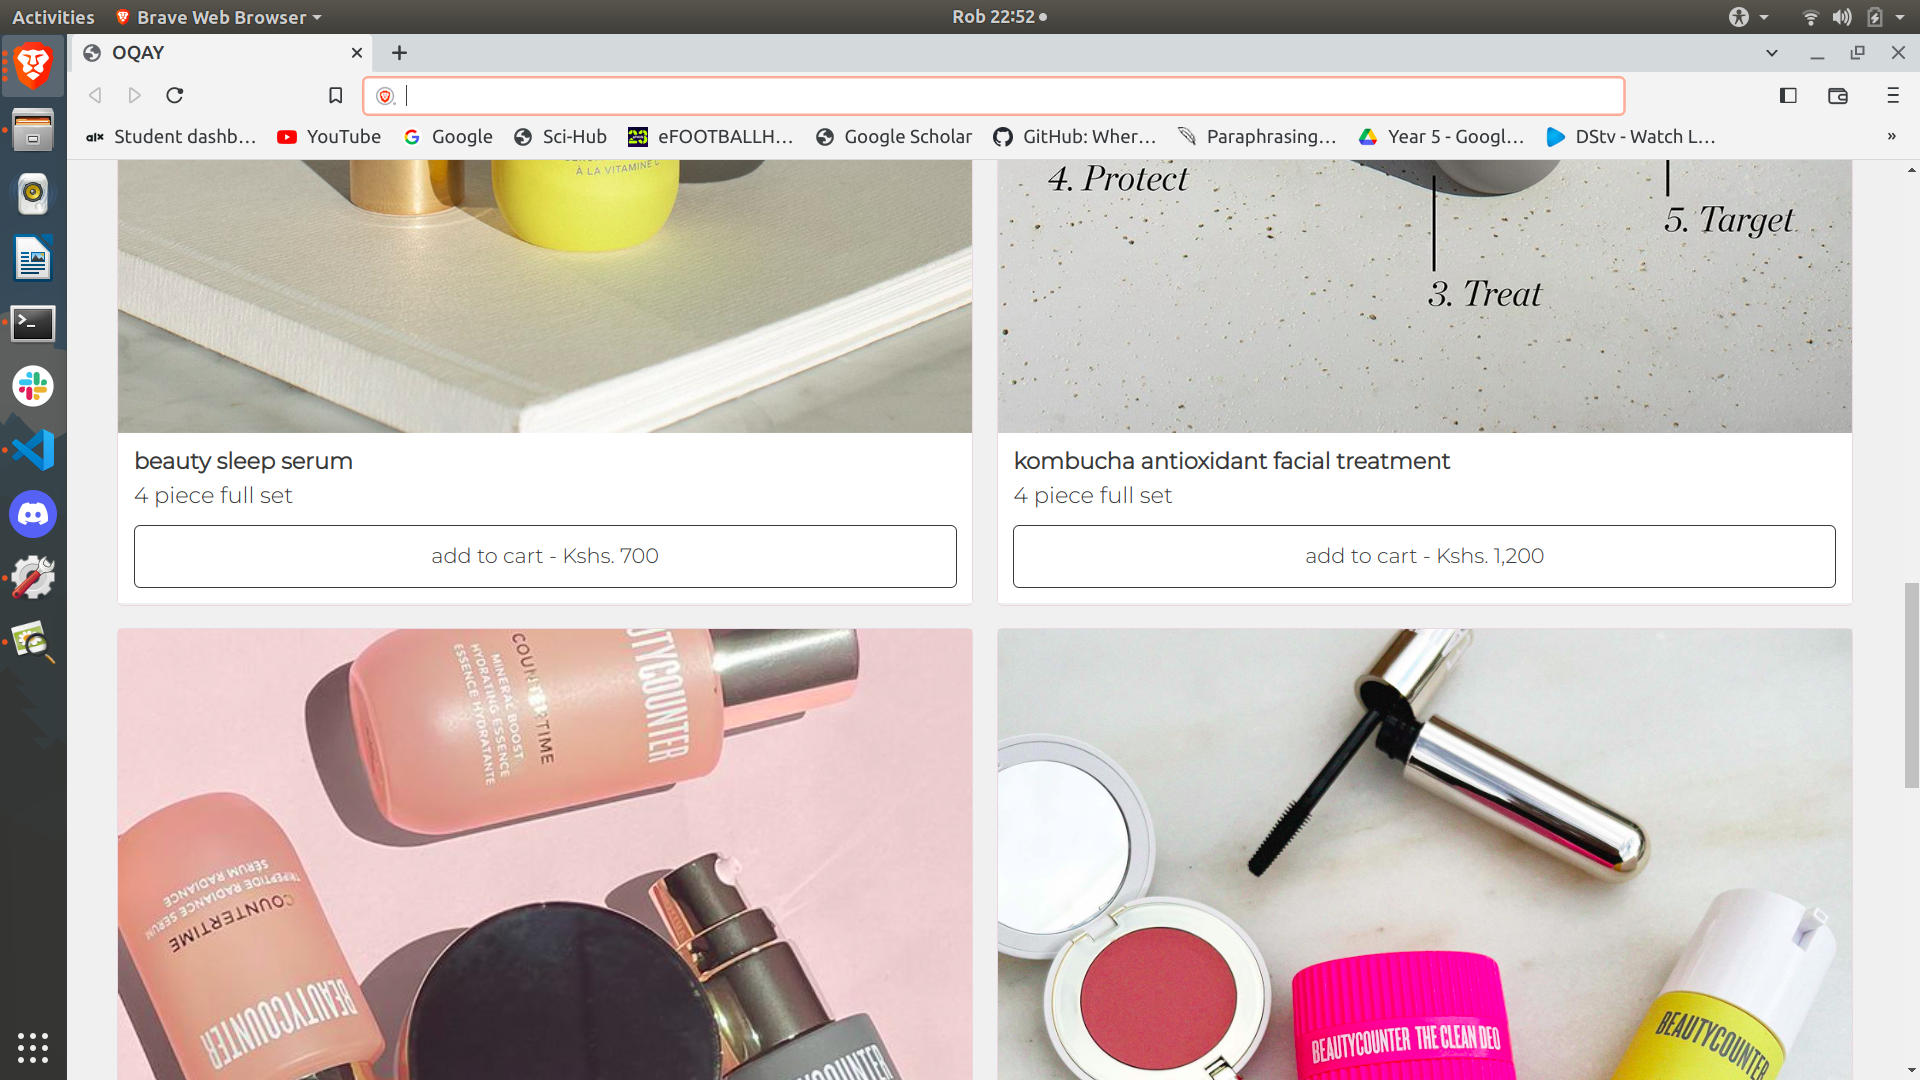 Activities
Brave Web Browser
Rob 22:52
OQAY
Student dashb...
YouTube
Google
Sci-Hub
eFOOTBALLH...
Google Scholar
GitHub: Wher...
Paraphrasing...
Year 5 - Googl...
DStv - Watch L...
»
À LA VITAMINE C
4. Protect
5. Target
3. Treat
beauty sleep serum
4 piece full set
add to cart - Kshs. 700
kombucha antioxidant facial treatment
4 piece full set
add to cart - Kshs. 1,200
COUNTERTIME
MINERAL BOOST
HYDRATING ESSENCE
ESSENCE HYDRATANTE
BEAUTYCOUNTER
TRIPEPTIDE RADIANCE SERUM
SÉRUM RADIANCE
COUNTERTIME
BEAUTYCOUNTER
BEAUTYCOUNTER THE CLEAN DEO
BEAUTYCOUNTER